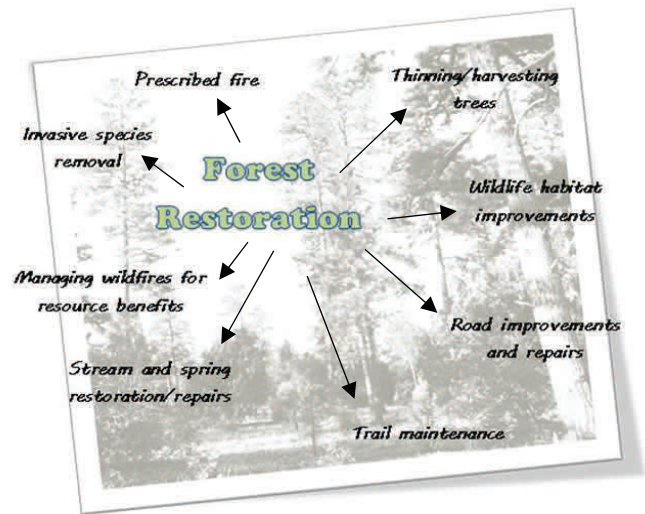 Prescribed fire
Thinning/harvesting
trees
Invasive species
removal
Forest
Restoration
Wildlife habitat
improvements
Managing wildfires for
resource benefits
Road improvements
and repairs
Stream and spring
restoration/repairs
Trail maintenance